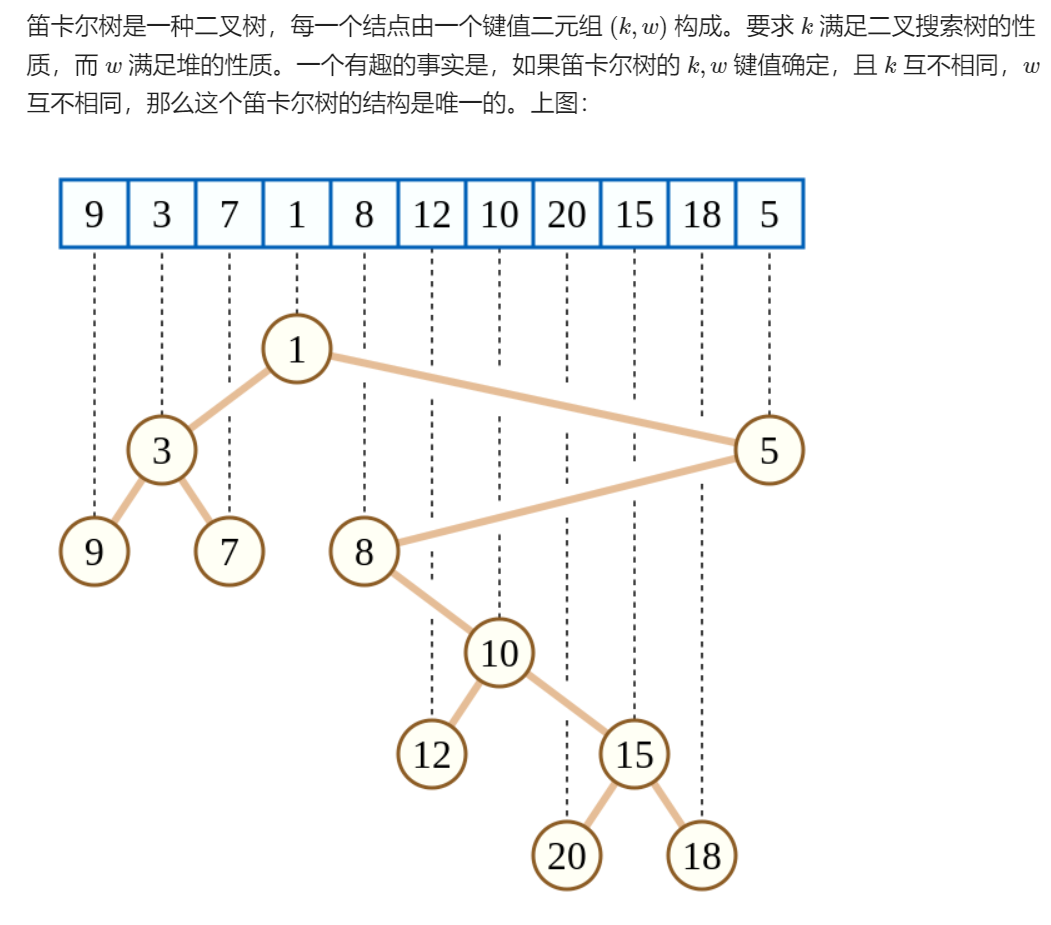 笛卡尔树是一种二叉树，每一个结点由一个键值二元组 (k, w) 构成。要求 k 满足二叉搜索树的性
质，而 w 满足堆的性质。一个有趣的事实是，如果笛卡尔树的 k, w 键值确定，且 k 互不相同，w
互不相同，那么这个笛卡尔树的结构是唯一的。上图：
9 3 7 1 8 12 10 20 15 18 5
1
3 5
9 7 8
10
12 15
20 18